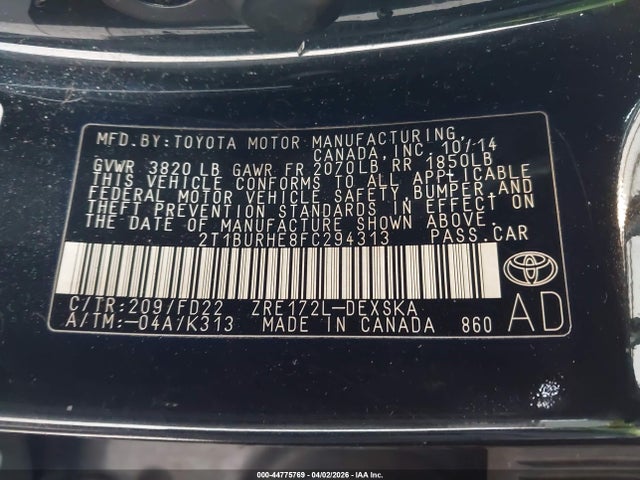 MFD. BY: TOYOTA MOTOR MANUFACTURING,
CANADA, INC. 10/14
GVWR 3820 LB GAWR FR 2070LB RR 1850LB
THIS VEHICLE CONFORMS TO ALL APPLICABLE
FEDERAL MOTOR VEHICLE SAFETY, BUMPER, AND
THEFT PREVENTION STANDARDS IN EFFECT ON
THE DATE OF MANUFACTURE SHOWN ABOVE.
2T1BURHE8FC294313 PASS. CAR
C/TR: 209/FD22 ZRE172L-DEXSKA
A/TM: -04A/K313 MADE IN CANADA 860 AD
000-44775769 04/02/2026 IAA Inc.